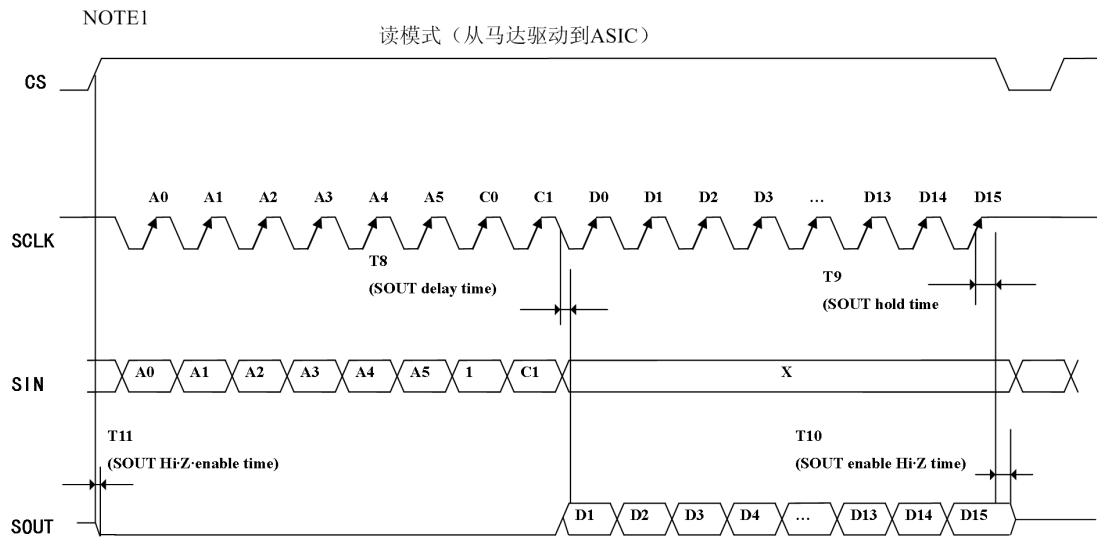 NOTE1
读模式（从马达驱动到ASIC）
CS
A0 A1 A2 A3 A4 A5 C0 C1 D0 D1 D2 D3 ... D13 D14 D15
SCLK
T8
(SOUT delay time)
T9
(SOUT hold time
SIN
A0 A1 A2 A3 A4 A5 1 C1 X
T11
(SOUT Hi·Z·enable time)
T10
(SOUT enable Hi·Z time)
SOUT
D1 D2 D3 D4 ... D13 D14 D15